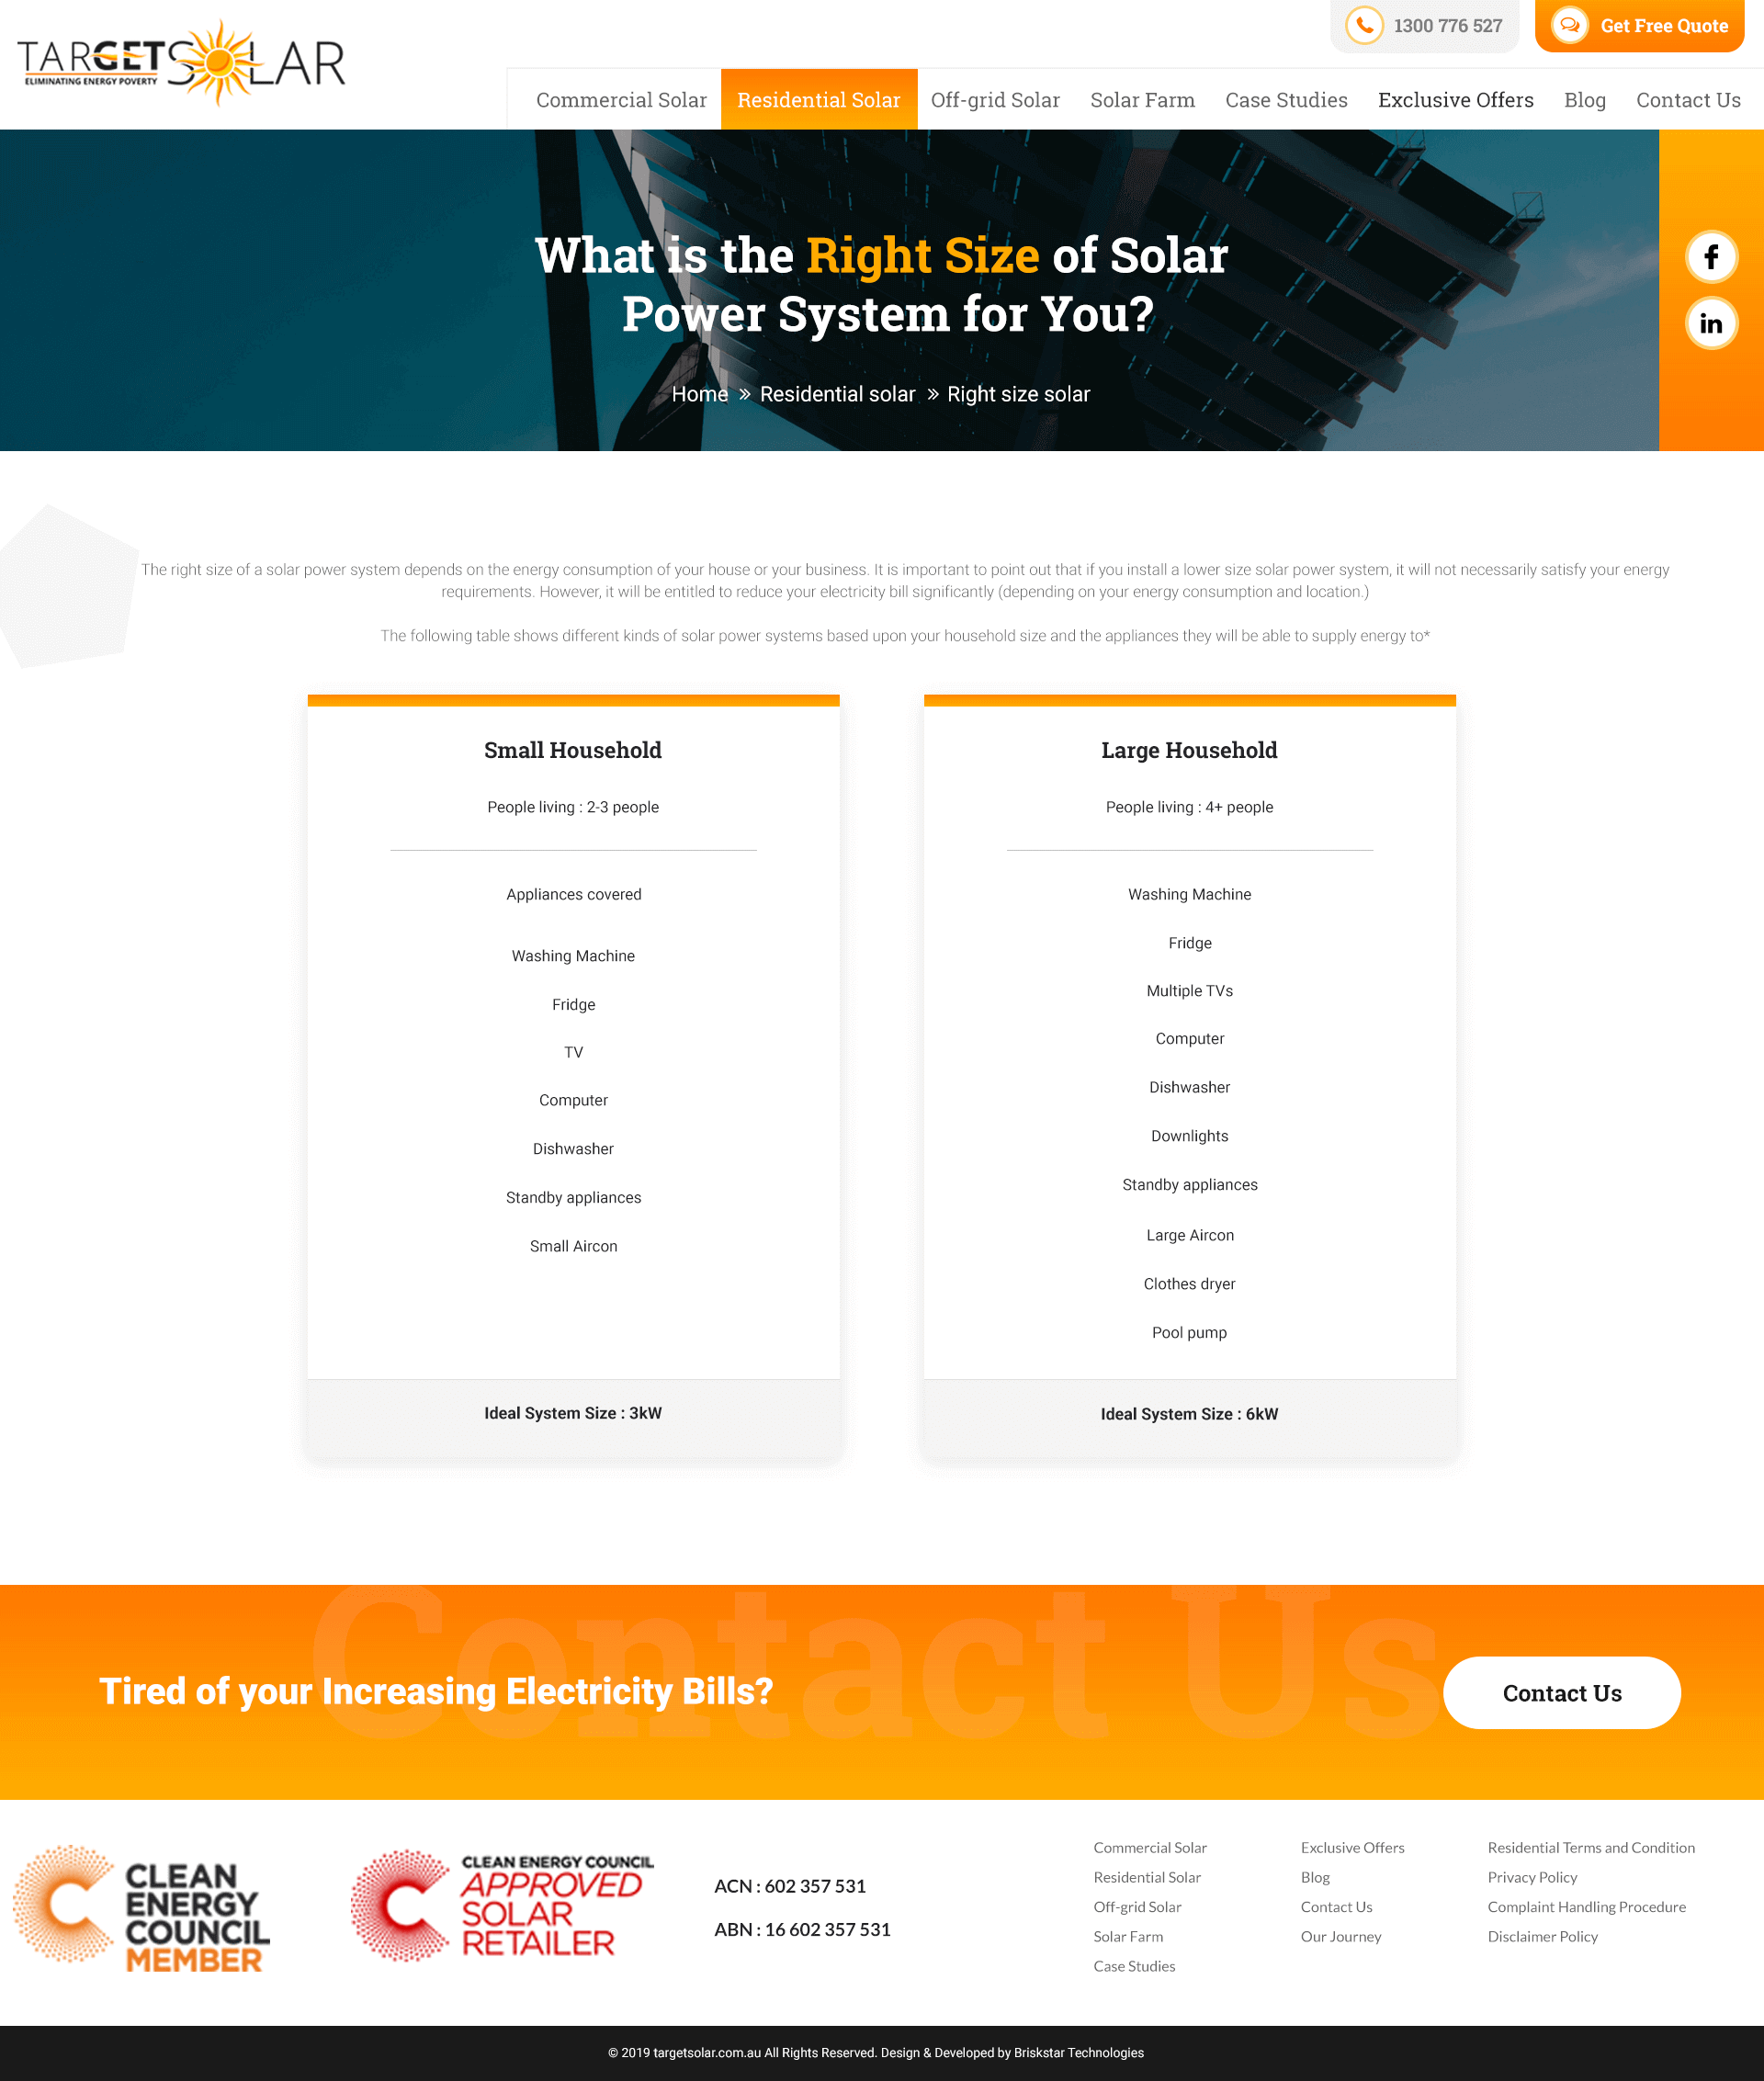 TARGETSOLAR
ELIMINATING ENERGY POVERTY
1300 776 527
Get Free Quote
Commercial Solar
Residential Solar
Off-grid Solar
Solar Farm
Case Studies
Exclusive Offers
Blog
Contact Us
What is the Right Size of Solar
Power System for You?
Home » Residential solar » Right size solar
The right size of a solar power system depends on the energy consumption of your house or your business. It is important to point out that if you install a lower size solar power system, it will not necessarily satisfy your energy
requirements. However, it will be entitled to reduce your electricity bill significantly (depending on your energy consumption and location.)
The following table shows different kinds of solar power systems based upon your household size and the appliances they will be able to supply energy to*
Small Household
People living : 2-3 people
Appliances covered
Washing Machine
Fridge
TV
Computer
Dishwasher
Standby appliances
Small Aircon
Ideal System Size : 3kW
Large Household
People living : 4+ people
Washing Machine
Fridge
Multiple TVs
Computer
Dishwasher
Downlights
Standby appliances
Large Aircon
Clothes dryer
Pool pump
Ideal System Size : 6kW
Contact Us
Tired of your Increasing Electricity Bills?
Contact Us
CLEAN
ENERGY
COUNCIL
MEMBER
CLEAN ENERGY COUNCIL
APPROVED
SOLAR
RETAILER
ACN : 602 357 531
ABN : 16 602 357 531
Commercial Solar
Residential Solar
Off-grid Solar
Solar Farm
Case Studies
Exclusive Offers
Blog
Contact Us
Our Journey
Residential Terms and Condition
Privacy Policy
Complaint Handling Procedure
Disclaimer Policy
© 2019 targetsolar.com.au All Rights Reserved. Design & Developed by Briskstar Technologies